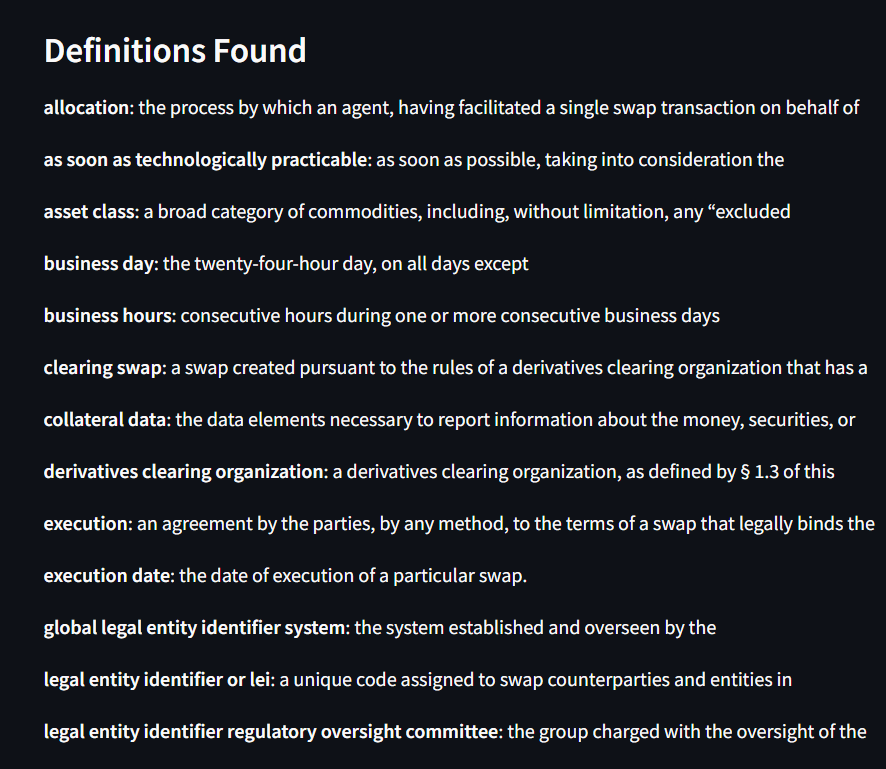 Definitions Found
allocation: the process by which an agent, having facilitated a single swap transaction on behalf of
as soon as technologically practicable: as soon as possible, taking into consideration the
asset class: a broad category of commodities, including, without limitation, any “excluded
business day: the twenty-four-hour day, on all days except
business hours: consecutive hours during one or more consecutive business days
clearing swap: a swap created pursuant to the rules of a derivatives clearing organization that has a
collateral data: the data elements necessary to report information about the money, securities, or
derivatives clearing organization: a derivatives clearing organization, as defined by § 1.3 of this
execution: an agreement by the parties, by any method, to the terms of a swap that legally binds the
execution date: the date of execution of a particular swap.
global legal entity identifier system: the system established and overseen by the
legal entity identifier or lei: a unique code assigned to swap counterparties and entities in
legal entity identifier regulatory oversight committee: the group charged with the oversight of the